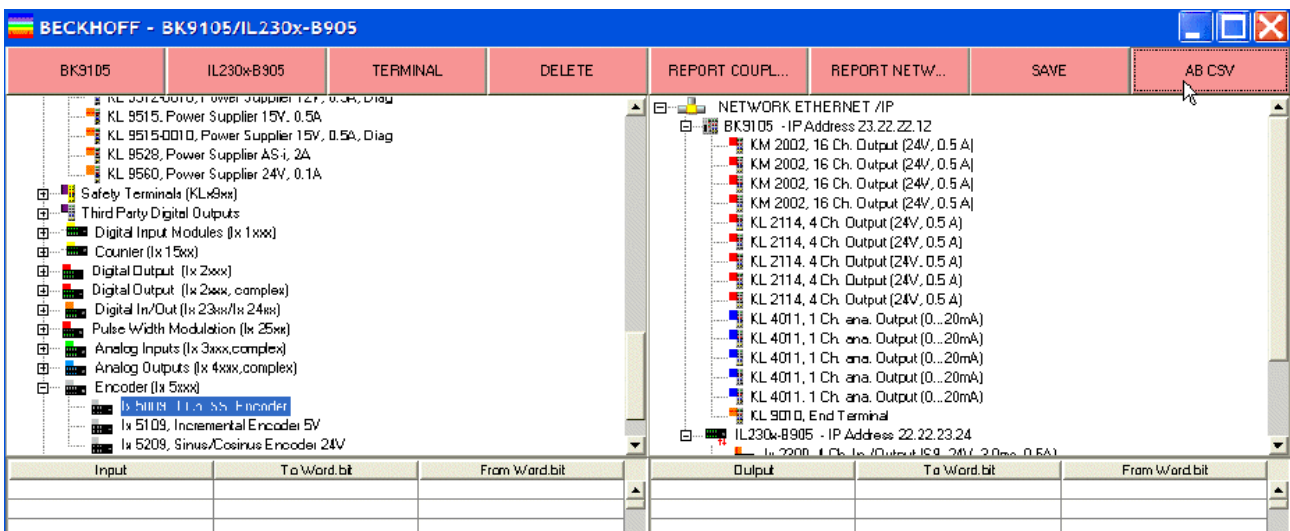 BECKHOFF - BK9105/IL230x-B905
BK9105 IL230x-B905 TERMINAL DELETE REPORT COUPL... REPORT NETW... SAVE AB CSV
KL 9515, Power Supplier 15V, 0.5A
KL 9515-0010, Power Supplier 15V, 0.5A, Diag
KL 9528, Power Supplier AS-i, 2A
KL 9560, Power Supplier 24V, 0.1A
Safety Terminals (KLx9xx)
Third Party Digital Outputs
Digital Input Modules (Ix 1xxx)
Counter (Ix 15xx)
Digital Output (Ix 2xxx)
Digital Output (Ix 2xxx, complex)
Digital In/Out (Ix 23xx/Ix 24xx)
Pulse Width Modulation (Ix 25xx)
Analog Inputs (Ix 3xxx,complex)
Analog Outputs (Ix 4xxx,complex)
Encoder (Ix 5xxx)
Ix 5009, Encoder
Ix 5109, Incremental Encoder 5V
Ix 5209, Sinus/Cosinus Encoder 24V
NETWORK ETHERNET /IP
BK9105 - IP Address 23.22.22.12
KM 2002, 16 Ch. Output (24V, 0.5 A)
KM 2002, 16 Ch. Output (24V, 0.5 A)
KM 2002, 16 Ch. Output (24V, 0.5 A)
KM 2002, 16 Ch. Output (24V, 0.5 A)
KL 2114, 4 Ch. Output (24V, 0.5 A)
KL 2114, 4 Ch. Output (24V, 0.5 A)
KL 2114, 4 Ch. Output (24V, 0.5 A)
KL 2114, 4 Ch. Output (24V, 0.5 A)
KL 2114, 4 Ch. Output (24V, 0.5 A)
KL 4011, 1 Ch. ana. Output (0...20mA)
KL 4011, 1 Ch. ana. Output (0...20mA)
KL 4011, 1 Ch. ana. Output (0...20mA)
KL 4011, 1 Ch. ana. Output (0...20mA)
KL 4011, 1 Ch. ana. Output (0...20mA)
KL 9010, End Terminal
IL230x-B905 - IP Address 22.22.23.24
Input To Word.bit From Word.bit Output To Word.bit From Word.bit